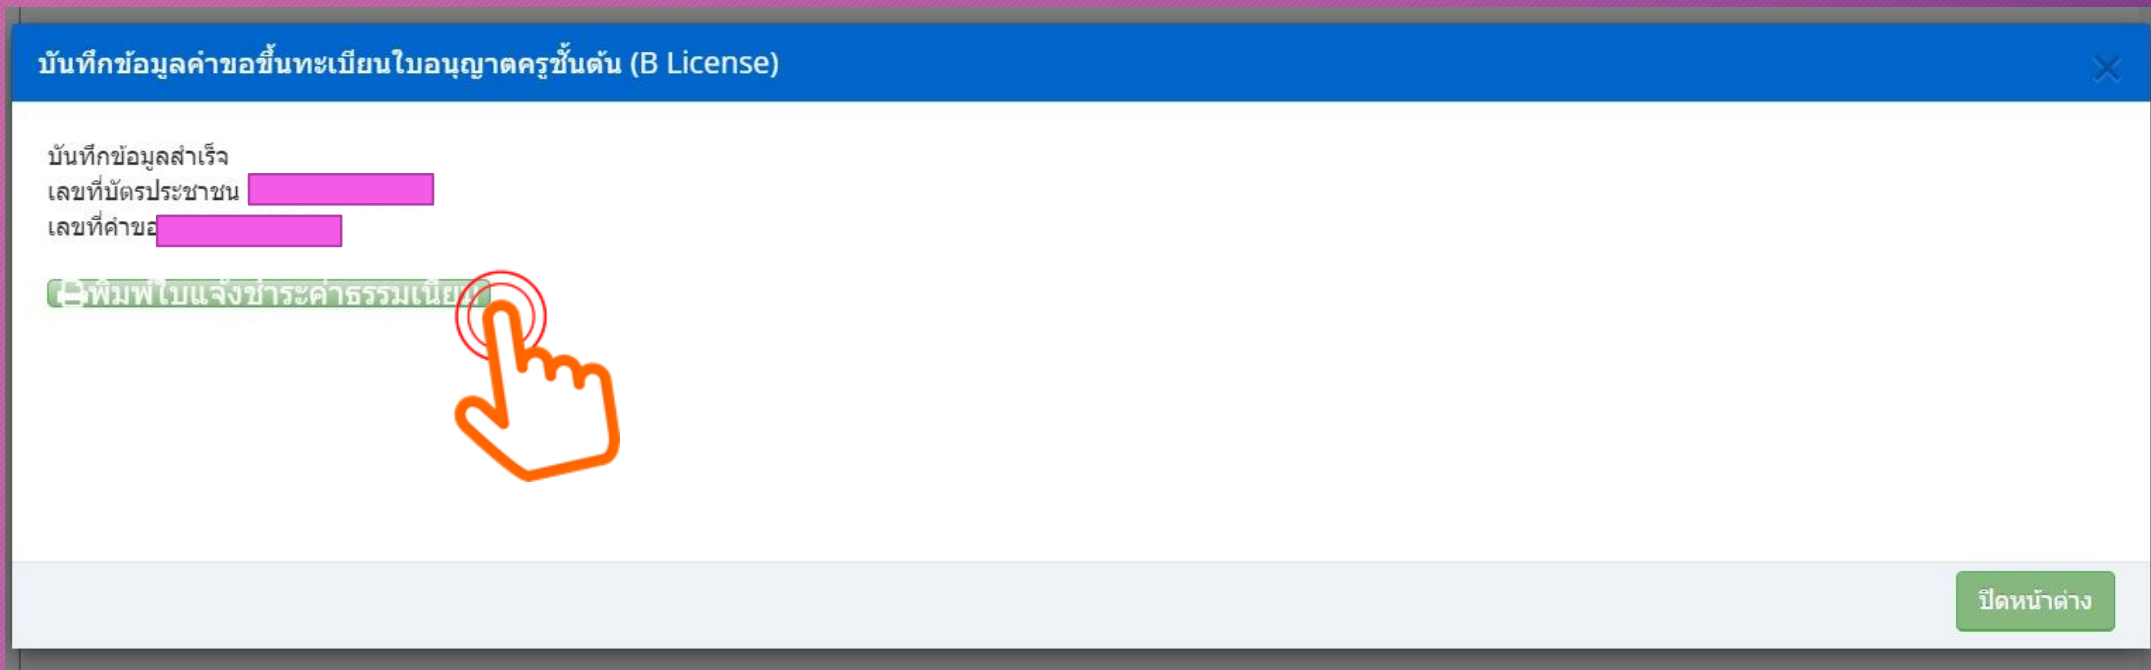 บันทึกข้อมูลคำขอขึ้นทะเบียนใบอนุญาตครูชั้นต้น (B License)
บันทึกข้อมูลสำเร็จ
เลขที่บัตรประชาชน
เลขที่คำขอ
พิมพ์ใบแจ้งชำระค่าธรรมเนียม
ปิดหน้าต่าง